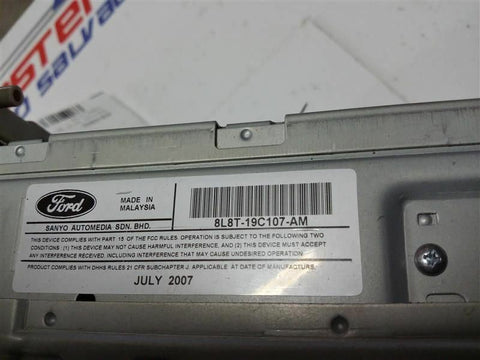 Ford
MADE IN
MALAYSIA
SANYO AUTOMEDIA SDN. BHD.
8L8T-19C107-AM
THIS DEVICE COMPLIES WITH PART 15 OF THE FCC RULES. OPERATION IS SUBJECT TO THE FOLLOWING TWO
CONDITIONS: (1) THIS DEVICE MAY NOT CAUSE HARMFUL INTERFERENCE, AND (2) THIS DEVICE MUST ACCEPT
ANY INTERFERENCE RECEIVED, INCLUDING INTERFERENCE THAT MAY CAUSE UNDESIRED OPERATION
PRODUCT COMPLIES WITH DHHS RULES 21 CFR SUBCHAPTER J. APPLICABLE AT DATE OF MANUFACTURE.
JULY 2007